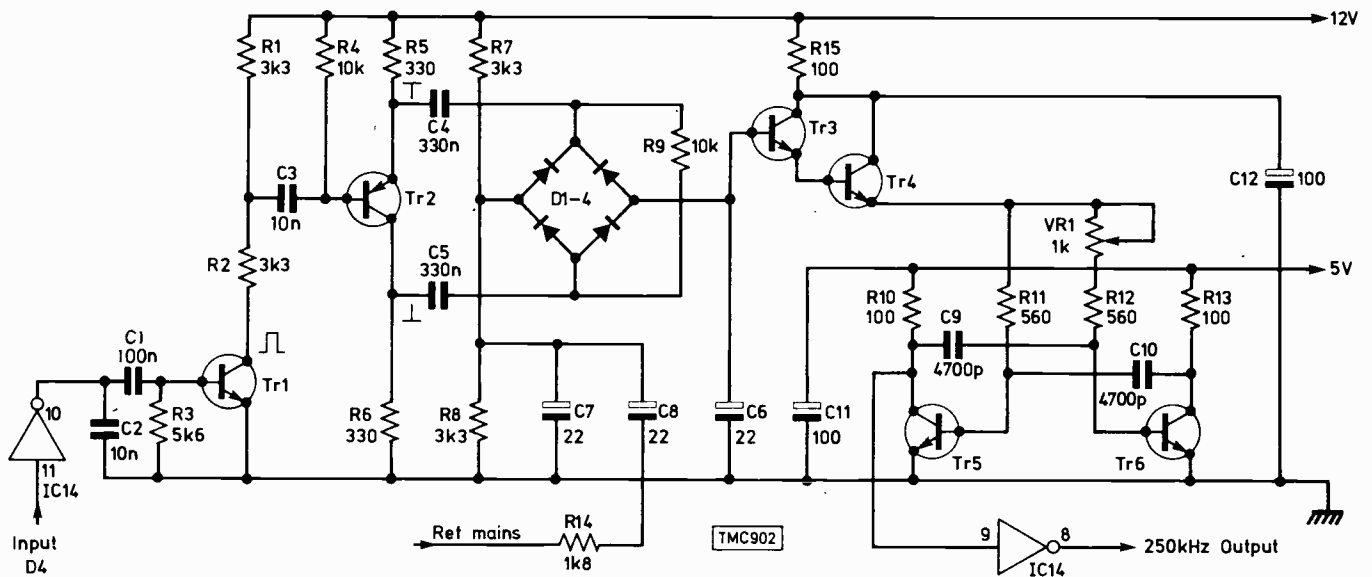 12V
R1
3k3
R4
10k
R5
330
R7
3k3
R15
100
C4
330n
R9
10k
Tr3
Tr4
C3
10n
Tr2
D1-4
C12
100
VR1
1k
R2
3k3
C5
330n
5V
R10
100
R11
560
R12
560
R13
100
C9
4700p
C10
4700p
C1
100n
Tr1
10
C2
10n
R3
5k6
R6
330
R8
3k3
C7
22
C8
22
C6
22
C11
100
Tr5
Tr6
11
IC14
Input
D4
Ref mains
R14
1k8
TMC902
9
8
IC14
250kHz Output